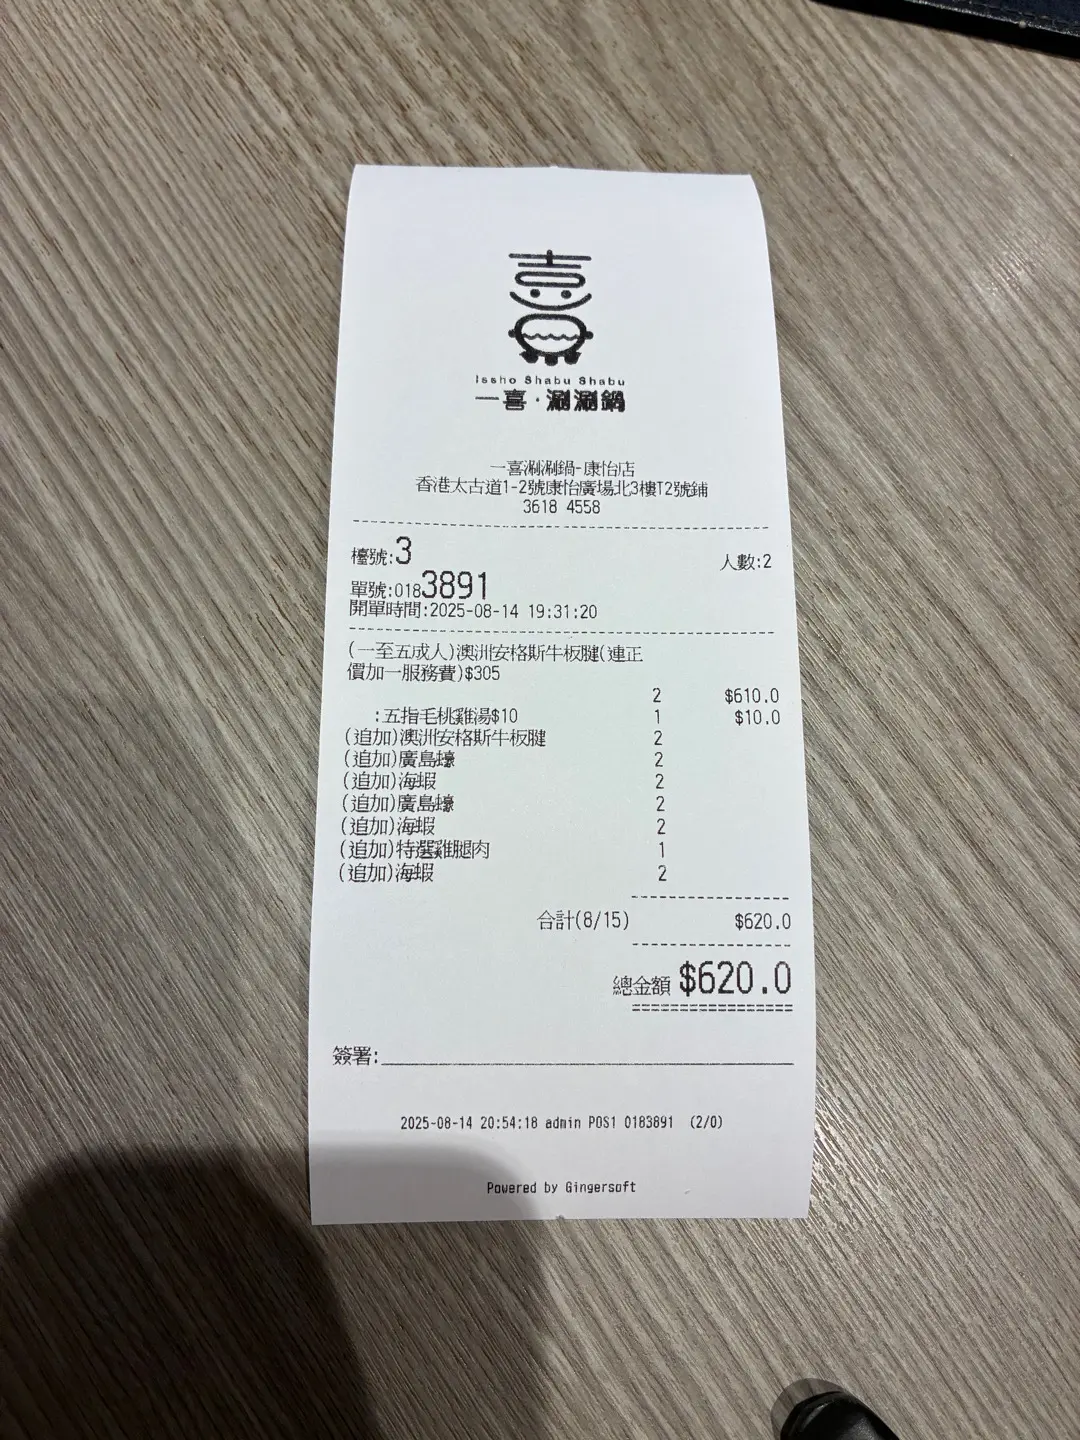 喜
Issho Shabu Shabu
一喜·涮涮鍋
一喜涮涮鍋-康怡店
香港太古道1-2號康怡廣場北3樓T2號鋪
3618 4558
檯號:3 人數:2
單號:0183891
開單時間:2025-08-14 19:31:20
(一至五成人)澳洲安格斯牛板腱(連正
價加一服務費)$305
2 $610.0
:五指毛桃雞湯$10 1 $10.0
(追加)澳洲安格斯牛板腱 2
(追加)廣島蠔 2
(追加)海蝦 2
(追加)廣島蠔 2
(追加)海蝦 2
(追加)特選雞腿肉 1
(追加)海蝦 2
合計(8/15) $620.0
總金額 $620.0
簽署:
2025-08-14 20:54:18 admin POS1 0183891 (2/0)
Powered by Gingersoft